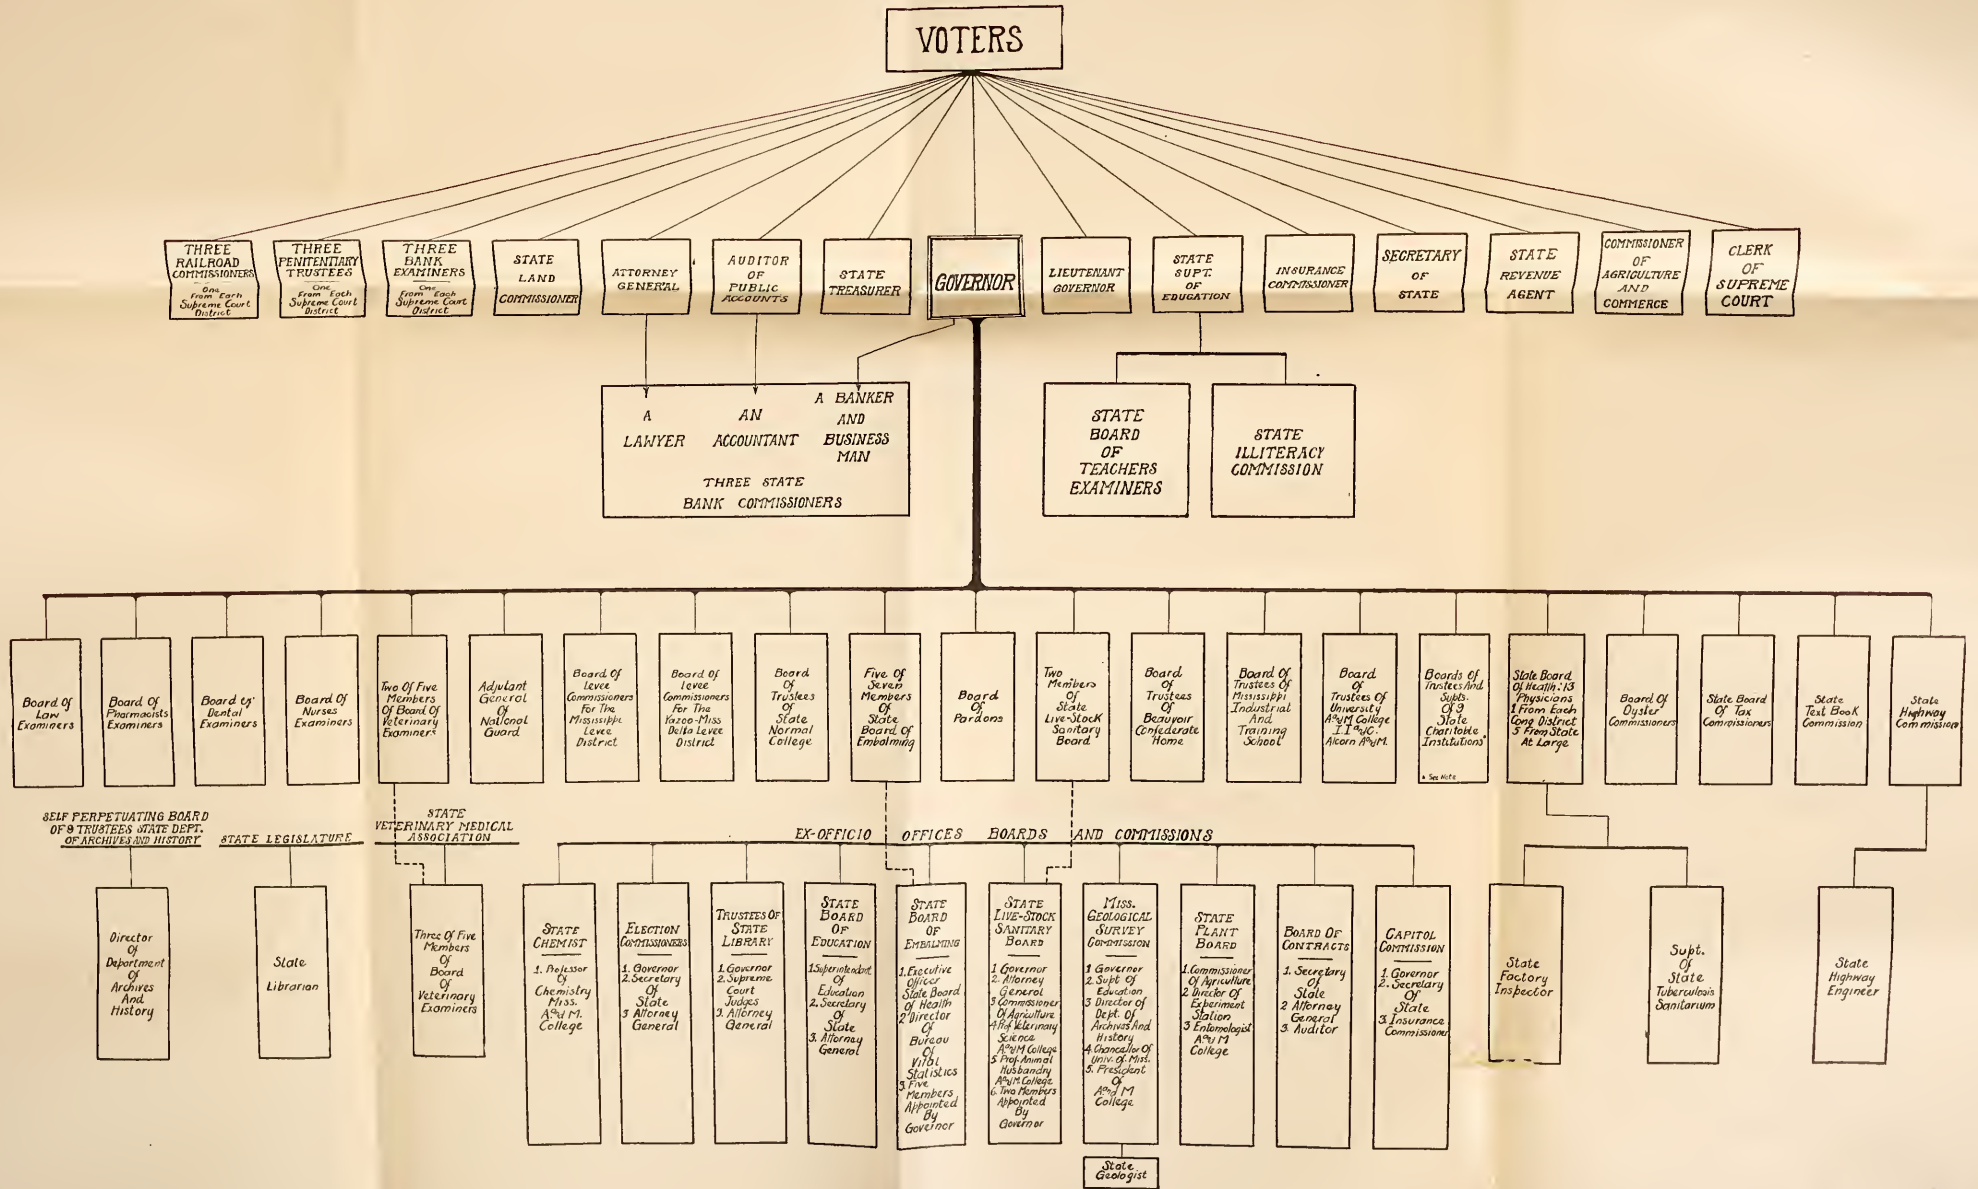 VOTERS
THREE
RAILROAD
COMMISSIONERS
One
From Each
Supreme Court
District
THREE
PENITENTIARY
TRUSTEES
One
From Each
Supreme Court
District
THREE
BANK
EXAMINERS
One
From Each
Supreme Court
District
STATE
LAND
COMMISSIONER
ATTORNEY
GENERAL
AUDITOR
OF
PUBLIC
ACCOUNTS
STATE
TREASURER
GOVERNOR
LIEUTENANT
GOVERNOR
STATE
SUPT.
OF
EDUCATION
INSURANCE
COMMISSIONER
SECRETARY
OF
STATE
STATE
REVENUE
AGENT
COMMISSIONER
OF
AGRICULTURE
AND
COMMERCE
CLERK
OF
SUPREME
COURT
A
LAWYER
AN
ACCOUNTANT
A BANKER
AND
BUSINESS
MAN
THREE STATE
BANK COMMISSIONERS
STATE
BOARD
OF
TEACHERS
EXAMINERS
STATE
ILLITERACY
COMMISSION
Board Of
Law
Examiners
Board Of
Pharmacists
Examiners
Board of
Dental
Examiners
Board Of
Nurses
Examiners
Two Of Five
Members
Of Board Of
Veterinary
Examiners
Adjutant
General
Of
National
Guard
Board Of
Levee
Commissioners
For The
Mississippi
Levee
District
Board Of
Levee
Commissioners
For The
Yazoo-Miss
Delta Levee
District
Board
Of
Trustees
Of
State
Normal
College
Five Of
Seven
Members
Of
State
Board Of
Embalming
Board
Of
Pardons
Two
Members
Of
State
Live-Stock
Sanitary
Board
Board
Of
Trustees
Of
Beauvoir
Confederate
Home
Board Of
Trustees Of
Mississippi
Industrial
And
Training
School
Board
Of
Trustees Of
University
A and M College
I.I and C.
Alcorn A and M.
Boards Of
Trustees And
Supts.
Of 9
State
Charitable
Institutions*
* See Note
State Board
Of Health: 13
Physicians
1 From Each
Cong District
5 From State
At Large
Board Of
Oyster
Commissioners
State Board
Of Tax
Commissioners
State
Text Book
Commission
State
Highway
Commission
SELF PERPETUATING BOARD
OF 9 TRUSTEES STATE DEPT.
OF ARCHIVES AND HISTORY
STATE LEGISLATURE
STATE
VETERINARY MEDICAL
ASSOCIATION
EX-OFFICIO OFFICES BOARDS AND COMMISSIONS
Director
Of
Department
Of
Archives
And
History
State
Librarian
Three Of Five
Members
Of
Board
Of
Veterinary
Examiners
STATE
CHEMIST
1. Professor
Of
Chemistry
Miss.
A and M.
College
ELECTION
COMMISSIONERS
1. Governor
2. Secretary
Of
State
3 Attorney
General
TRUSTEES OF
STATE
LIBRARY
1. Governor
2. Supreme
Court
Judges
3. Attorney
General
STATE
BOARD
OF
EDUCATION
1. Superintendent
Of
Education
2. Secretary
Of
State
3. Attorney
General
STATE
BOARD
OF
EMBALMING
1. Executive
Officer
State Board
Of Health
2 Director
Of
Bureau
Of
Vital
Statistics
3. Five
Members
Appointed
By
Governor
STATE
LIVE-STOCK
SANITARY
BOARD
1 Governor
2. Attorney
General
3 Commissioner
Of Agriculture
4 Prof Veterinary
Science
A and M College
5 Prof. Animal
Husbandry
A and M. College
6. Two Members
Appointed
By
Governor
MISS.
GEOLOGICAL
SURVEY
COMMISSION
1 Governor
2 Supt Of
Education
3 Director Of
Dept. Of
Archives And
History
4. Chancellor Of
Univ. Of Miss.
5. President
Of
A and M
College
State
Geologist
STATE
PLANT
BOARD
1. Commissioner
Of Agriculture
2 Director Of
Experiment
Station
3 Entomologist
A and M
College
BOARD OF
CONTRACTS
1. Secretary
Of
State
2 Attorney
General
3. Auditor
CAPITOL
COMMISSION
1. Governor
2. Secretary
Of
State
3. Insurance
Commissioner
State
Factory
Inspector
Supt.
Of
State
Tuberculosis
Sanitarium
State
Highway
Engineer